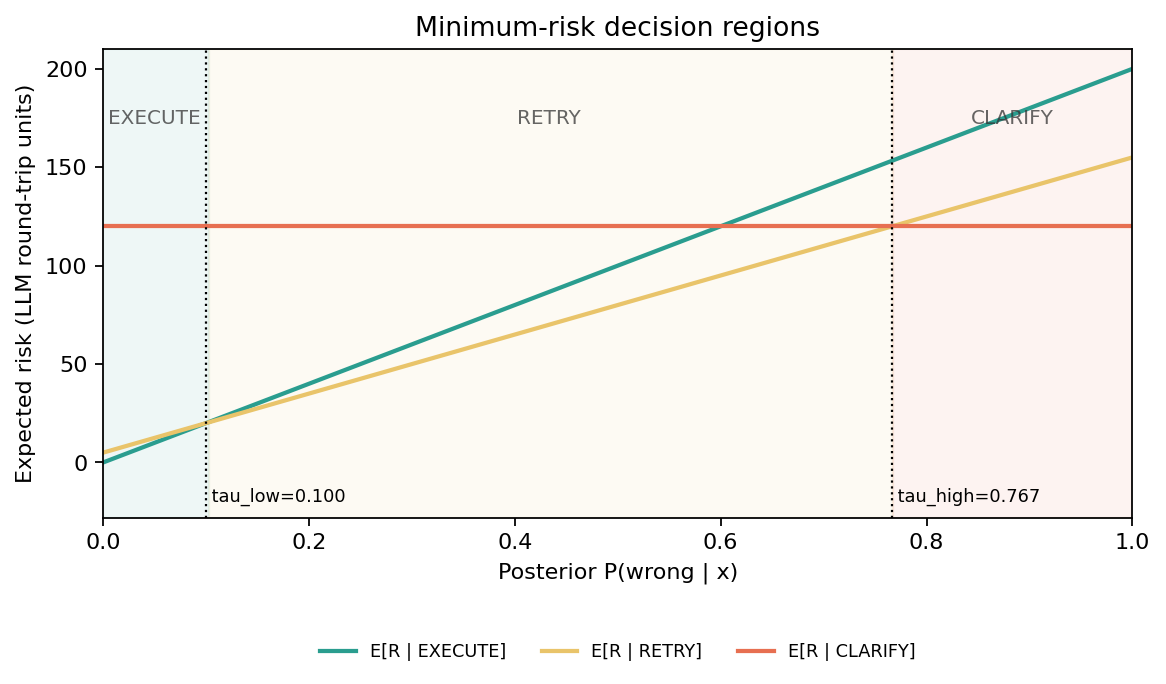 Minimum-risk decision regions
Expected risk (LLM round-trip units)
200
150
100
50
0
EXECUTE
RETRY
CLARIFY
tau_low=0.100
tau_high=0.767
0.0
0.2
0.4
0.6
0.8
1.0
Posterior P(wrong | x)
E[R | EXECUTE]
E[R | RETRY]
E[R | CLARIFY]